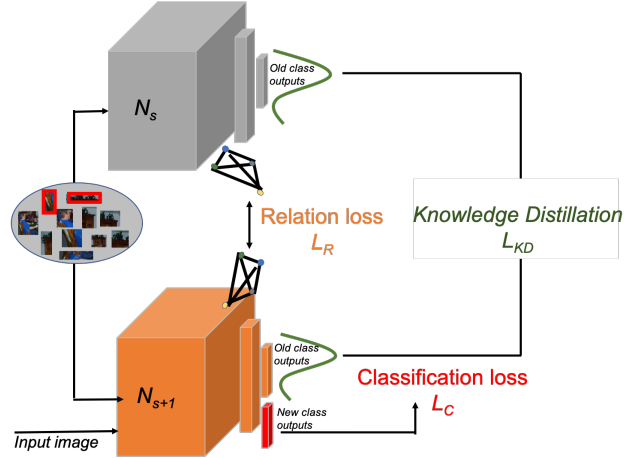 Old class
outputs
N_s
Relation loss
L_R
Knowledge Distillation
L_KD
Old class
outputs
Classification loss
L_C
N_s+1
New class
outputs
Input image